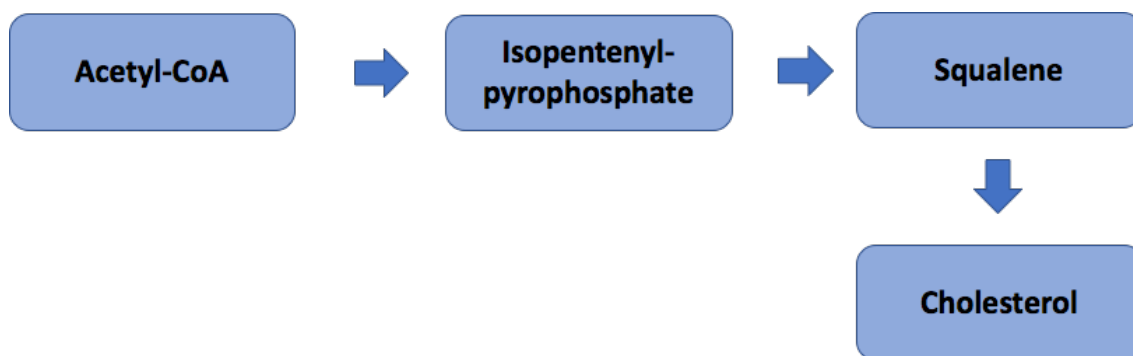 Acetyl-CoA
Isopentenyl-
pyrophosphate
Squalene
Cholesterol